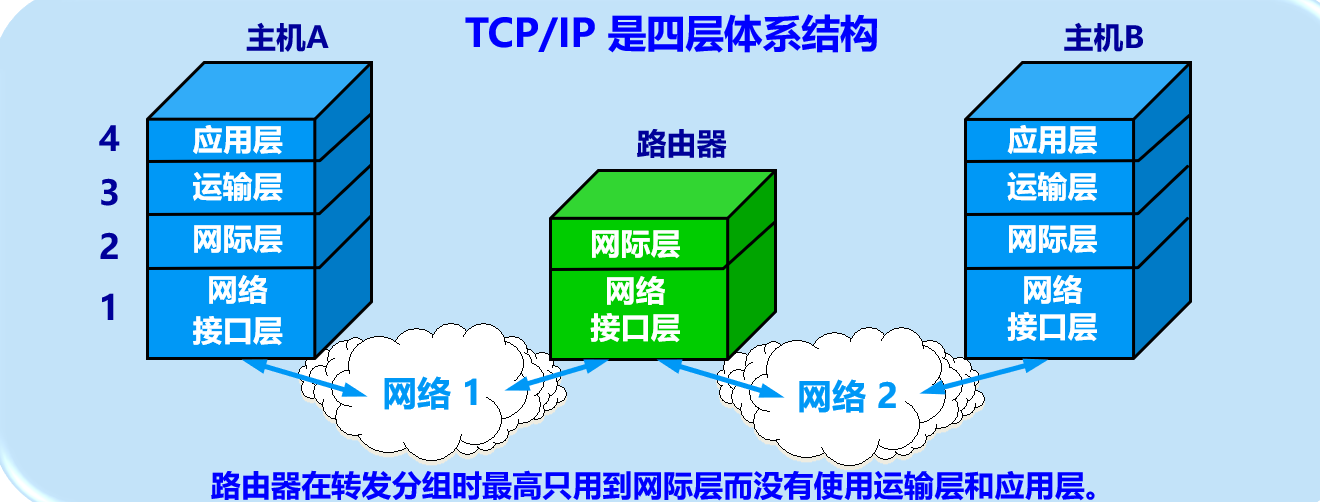 TCP/IP 是四层体系结构
主机A
主机B
路由器
4
应用层
应用层
3
运输层
运输层
2
网际层
网际层
网际层
1
网络
接口层
网络
接口层
网络
接口层
网络 1
网络 2
路由器在转发分组时最高只用到网际层而没有使用运输层和应用层。